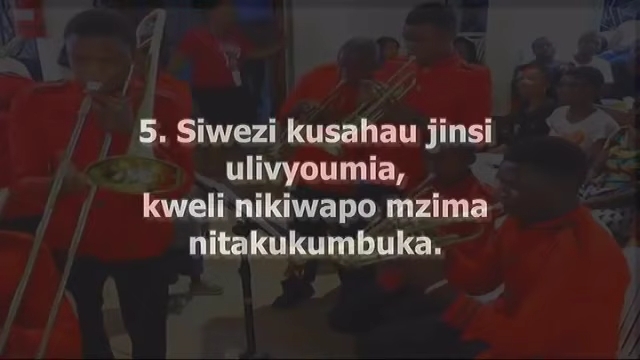 5. Siwezi kusahau jinsi
ulivyoumia,
kweli nikiwapo mzima
nitakukumbuka.